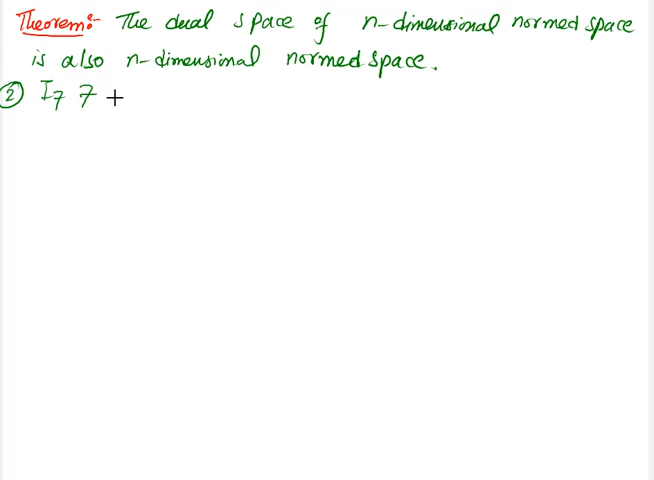 Theorem:- The dual space of n-dimensional normed space
is also n-dimensional normed space.
② I7 7